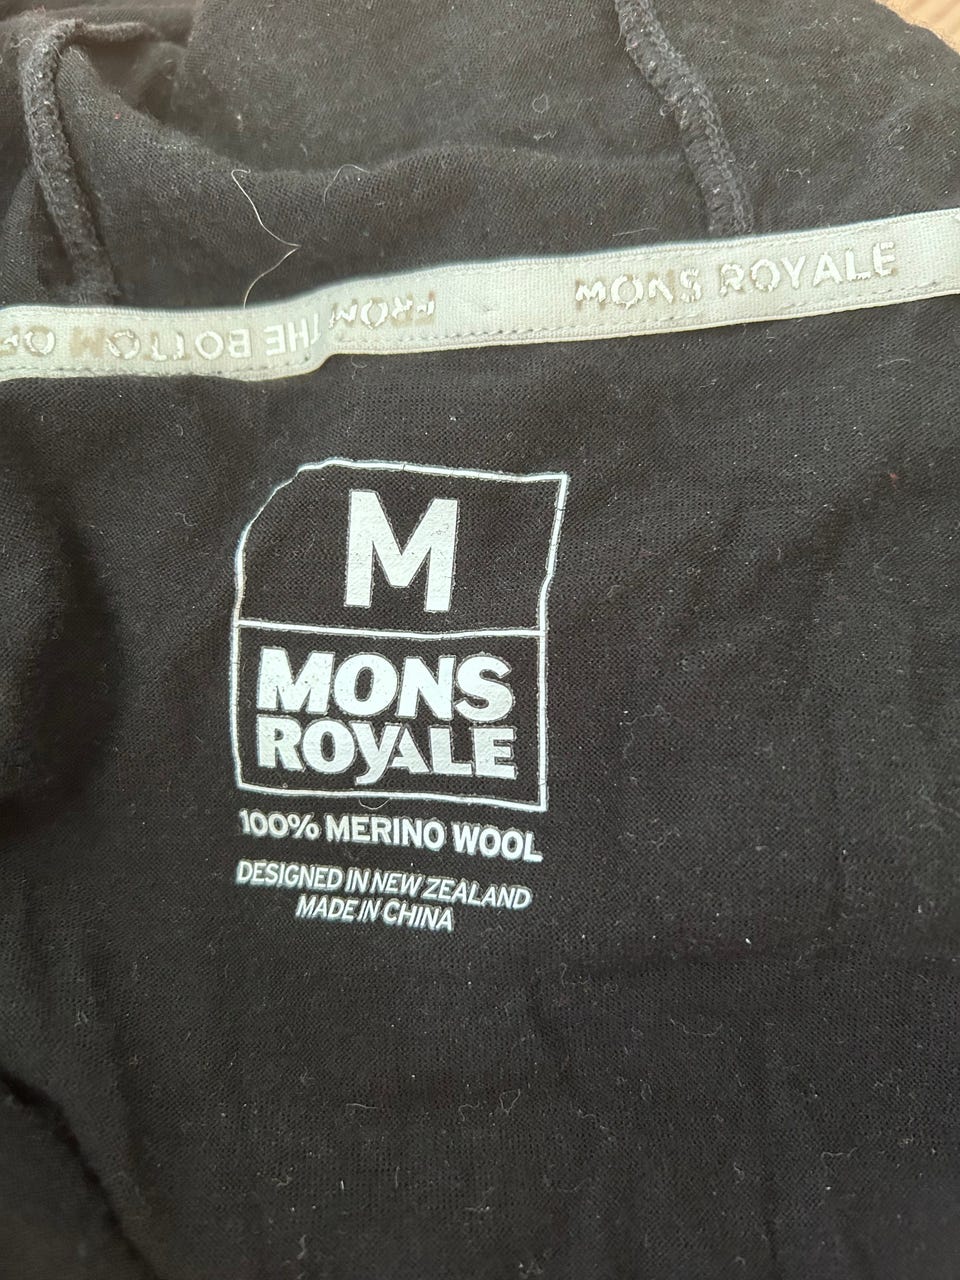 MONS ROYALE
FROM THE BOTTOM OF
M
MONS
ROYALE
100% MERINO WOOL
DESIGNED IN NEW ZEALAND
MADE IN CHINA